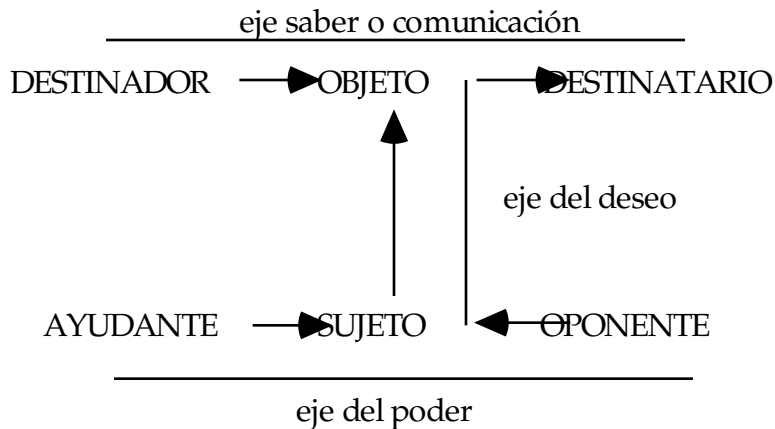 eje saber o comunicación
DESTINADOR OBJETO DESTINATARIO
eje del deseo
AYUDANTE SUJETO OPONENTE
eje del poder